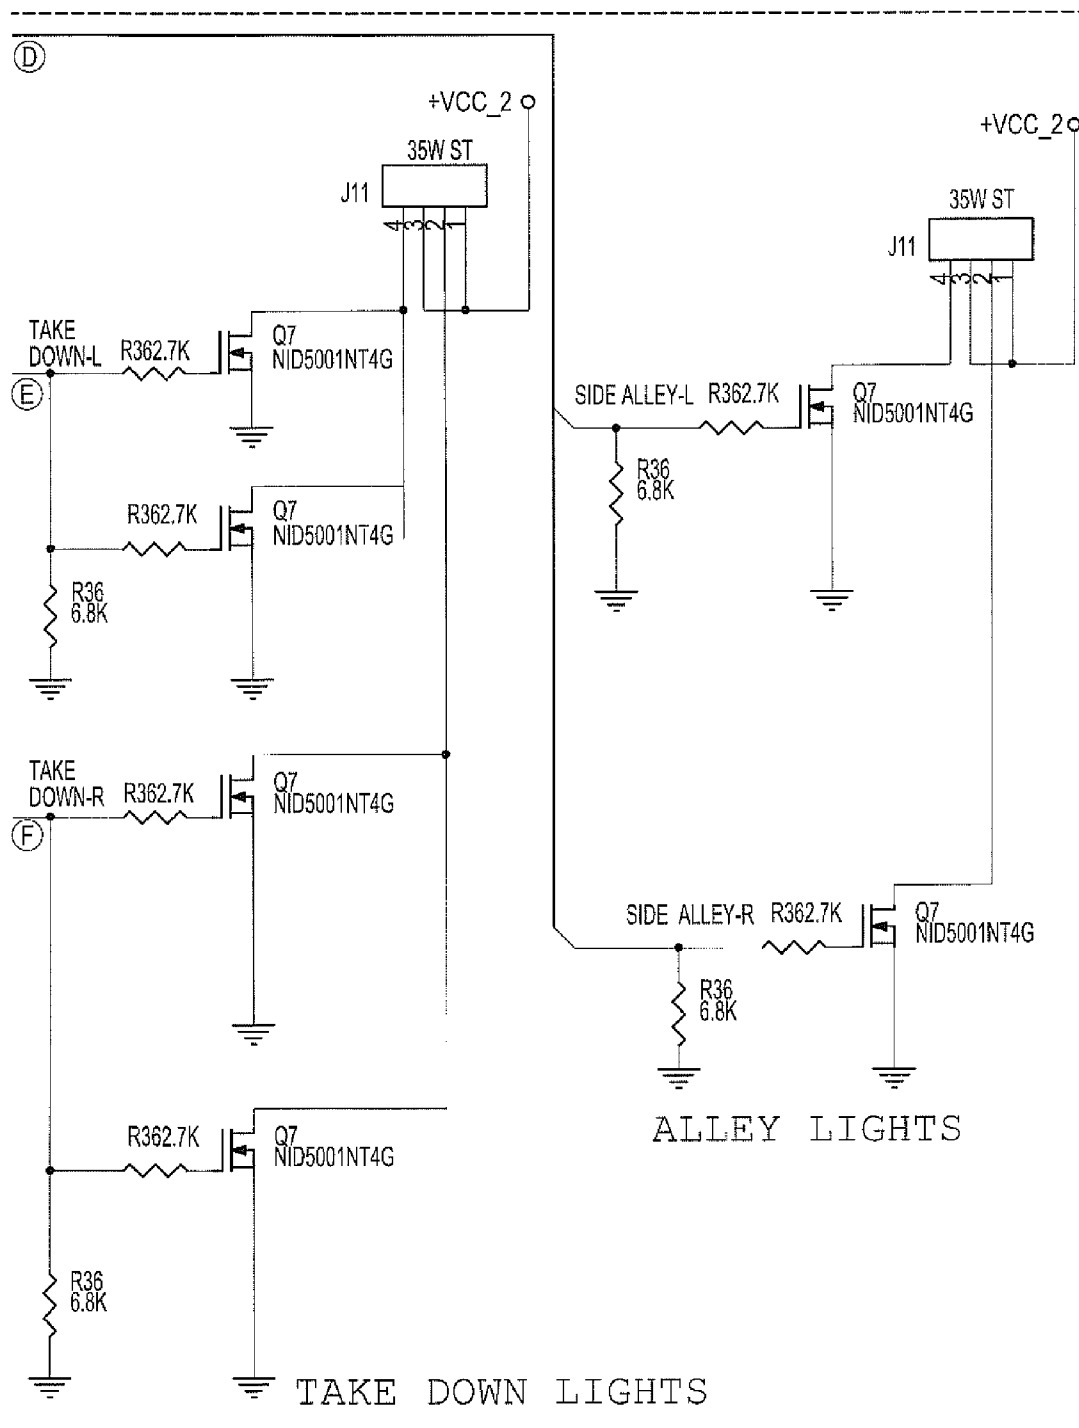 D
+VCC_2
35W ST
J11
4 3 2 1
TAKE
DOWN-L
R362.7K
Q7
NID5001NT4G
E
R362.7K
Q7
NID5001NT4G
R36
6.8K
TAKE
DOWN-R
R362.7K
Q7
NID5001NT4G
F
R362.7K
Q7
NID5001NT4G
R36
6.8K
TAKE DOWN LIGHTS
+VCC_2
35W ST
J11
4 3 2 1
SIDE ALLEY-L
R362.7K
Q7
NID5001NT4G
R36
6.8K
SIDE ALLEY-R
R362.7K
Q7
NID5001NT4G
R36
6.8K
ALLEY LIGHTS